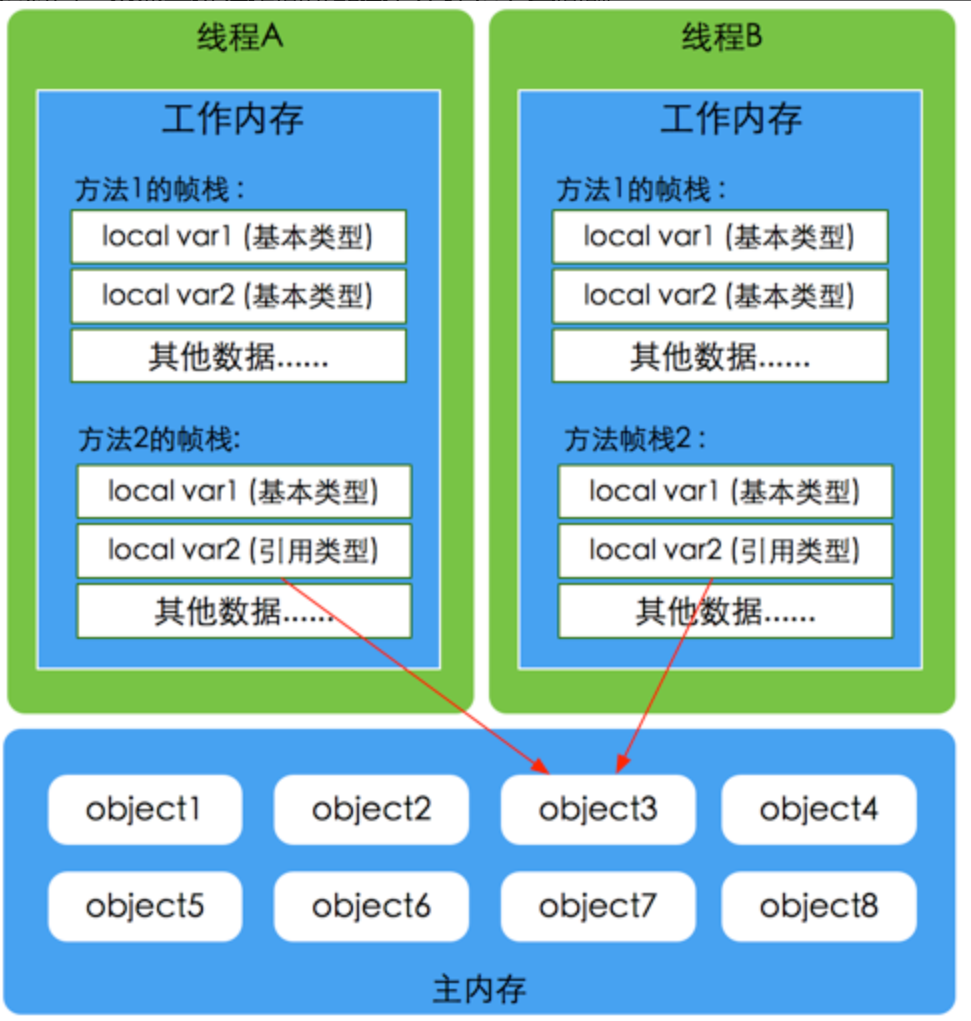 线程A
工作内存
方法1的帧栈：
local var1 (基本类型)
local var2 (基本类型)
其他数据......
方法2的帧栈:
local var1 (基本类型)
local var2 (引用类型)
其他数据......
线程B
工作内存
方法1的帧栈：
local var1 (基本类型)
local var2 (基本类型)
其他数据......
方法帧栈2：
local var1 (基本类型)
local var2 (引用类型)
其他数据......
object1
object2
object3
object4
object5
object6
object7
object8
主内存